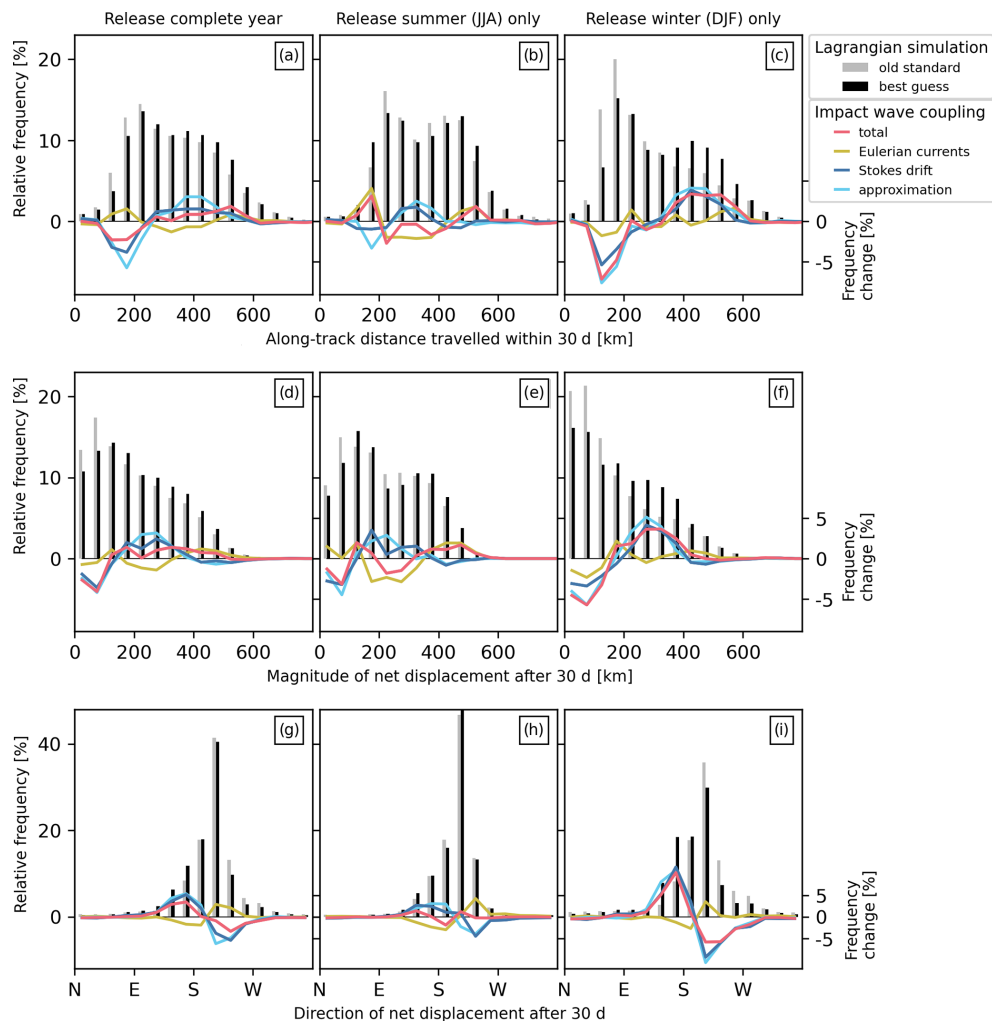 Release complete year
Release summer (JJA) only
Release winter (DJF) only
Relative frequency [%]
20
10
0
(a)
(b)
(c)
Lagrangian simulation
old standard
best guess
Impact wave coupling
total
Eulerian currents
Stokes drift
approximation
0
-5
Frequency
change [%]
0 200 400 600
0 200 400 600
0 200 400 600
Along-track distance travelled within 30 d [km]
Relative frequency [%]
20
10
0
(d)
(e)
(f)
5
0
-5
Frequency
change [%]
0 200 400 600
0 200 400 600
0 200 400 600
Magnitude of net displacement after 30 d [km]
Relative frequency [%]
40
20
0
(g)
(h)
(i)
5
0
-5
Frequency
change [%]
N E S W
N E S W
N E S W
Direction of net displacement after 30 d